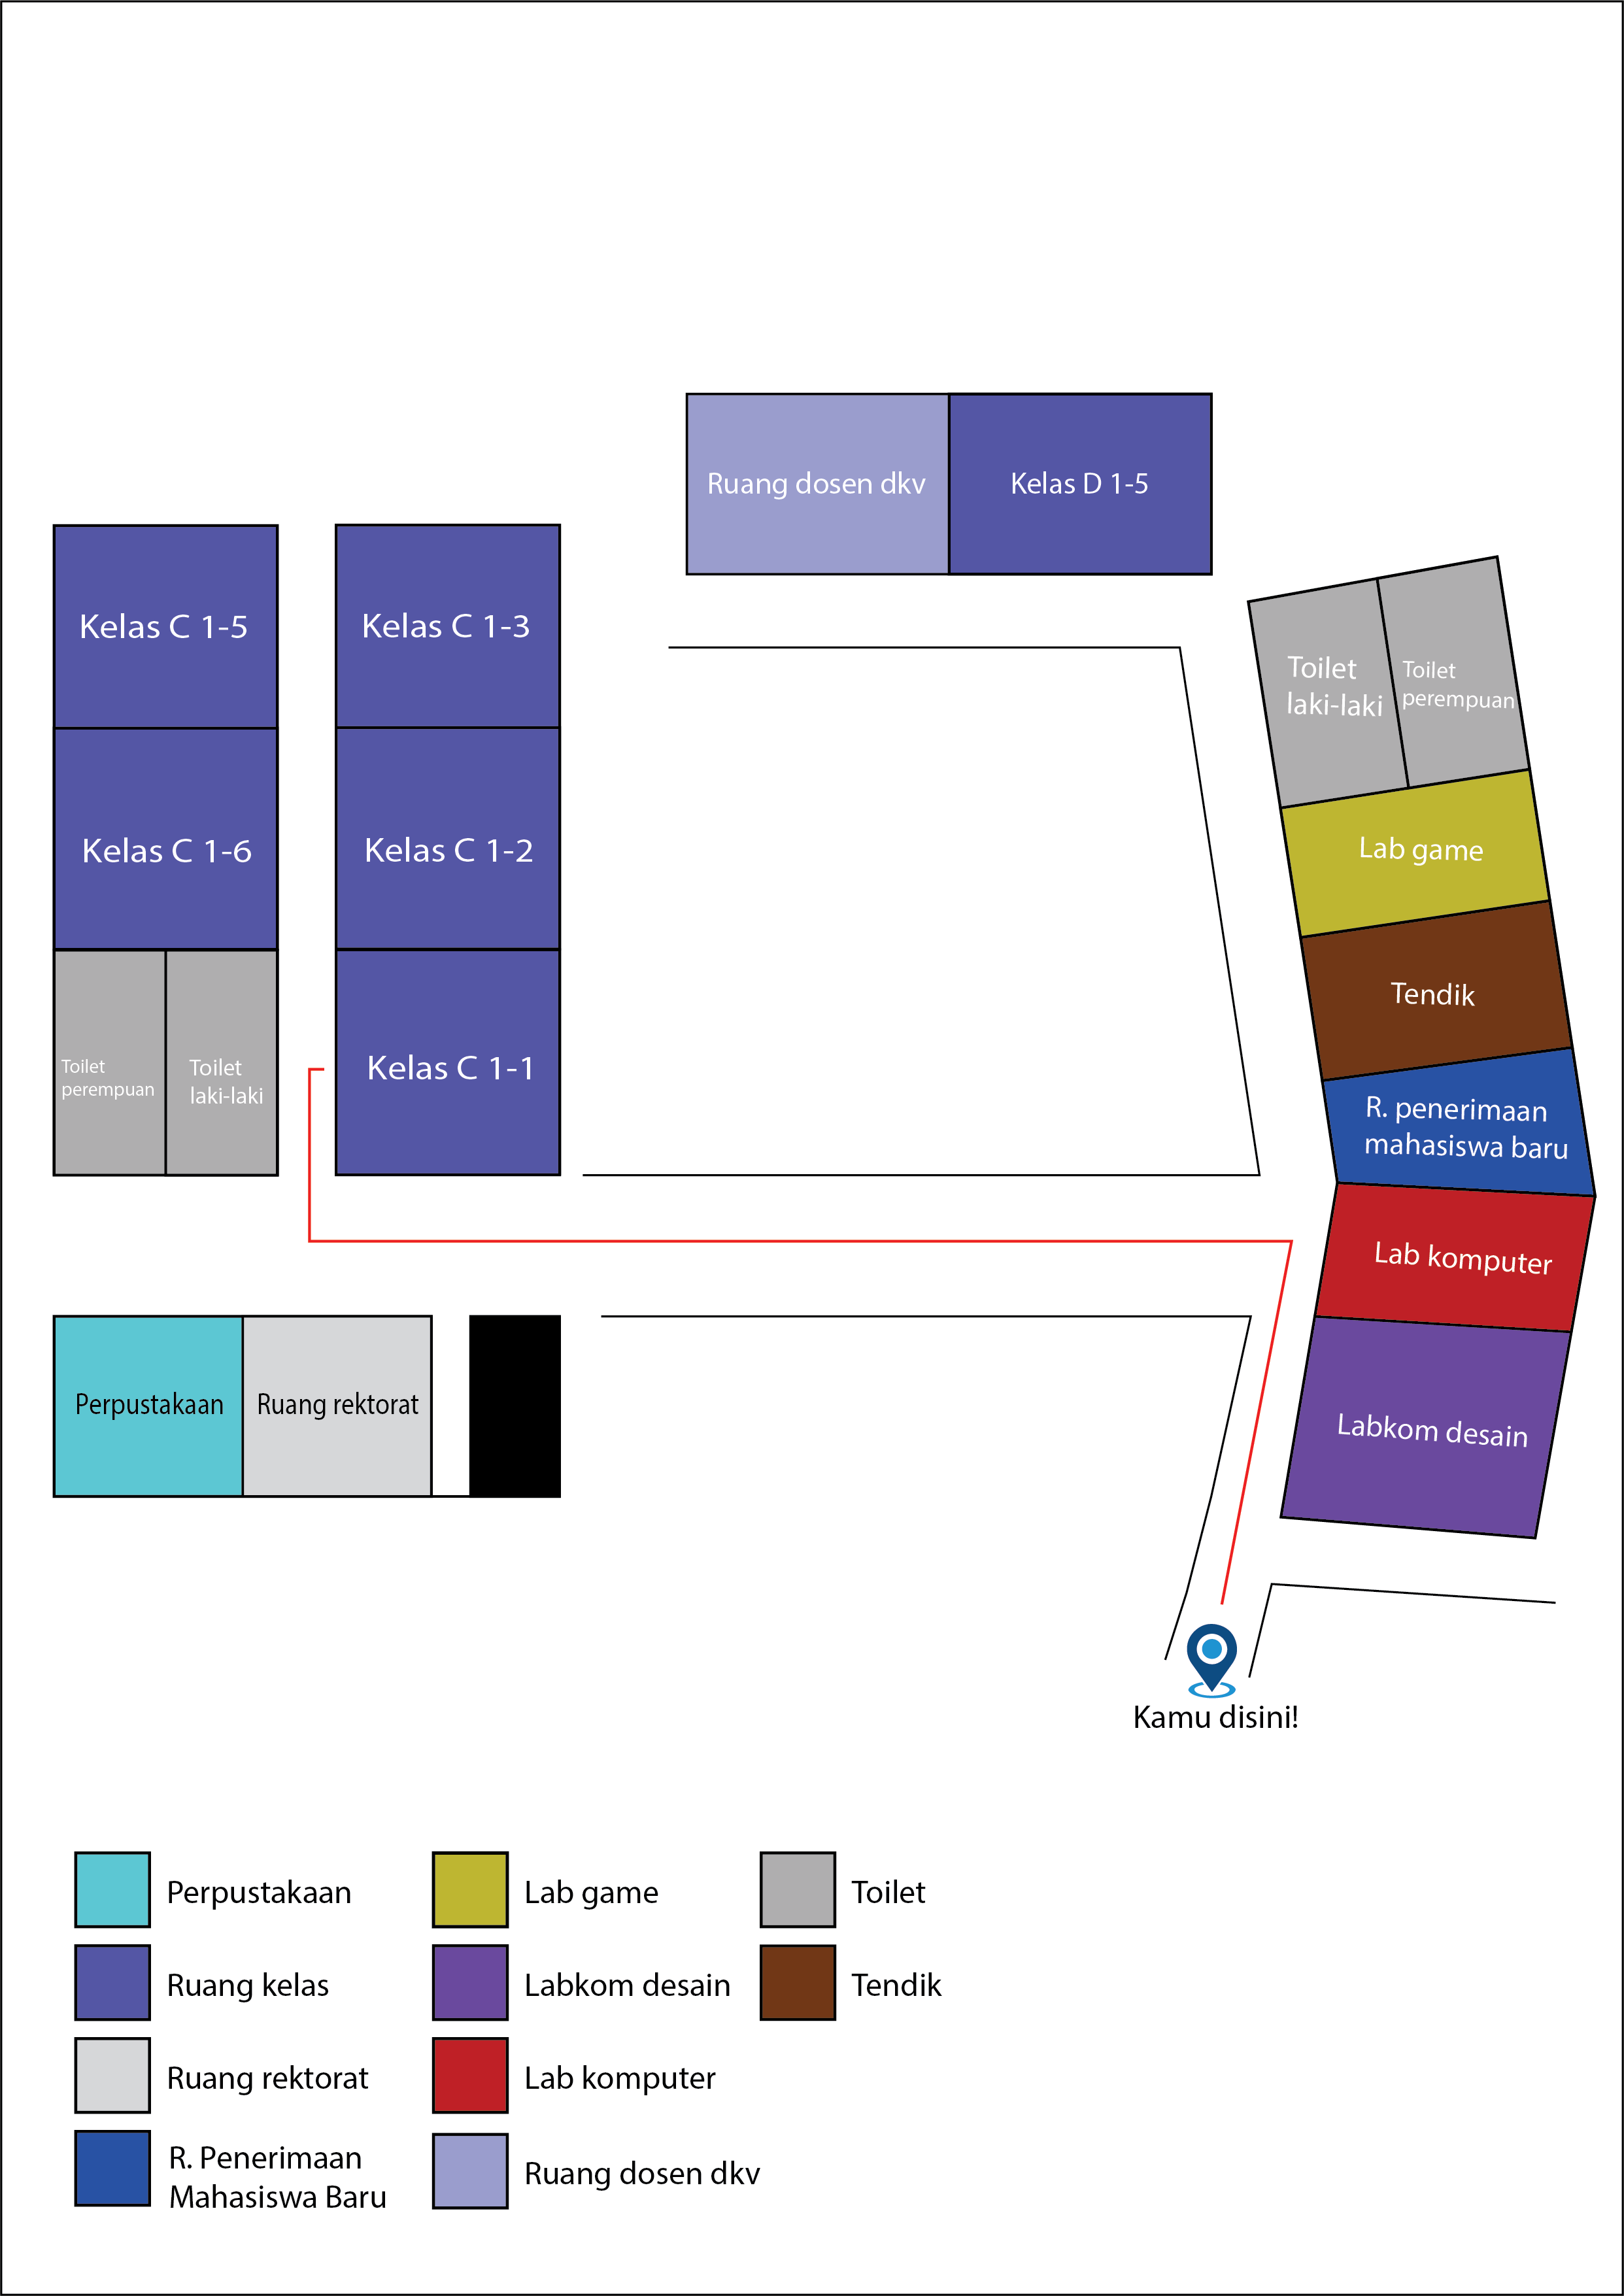 Ruang dosen dkv
Kelas D 1-5
Kelas C 1-5
Kelas C 1-3
Toilet
laki-laki
Toilet
perempuan
Kelas C 1-6
Kelas C 1-2
Lab game
Tendik
Toilet
perempuan
Toilet
laki-laki
Kelas C 1-1
R. penerimaan
mahasiswa baru
Lab komputer
Perpustakaan
Ruang rektorat
Labkom desain
Kamu disini!
Perpustakaan
Ruang kelas
Ruang rektorat
R. Penerimaan
Mahasiswa Baru
Lab game
Labkom desain
Lab komputer
Ruang dosen dkv
Toilet
Tendik